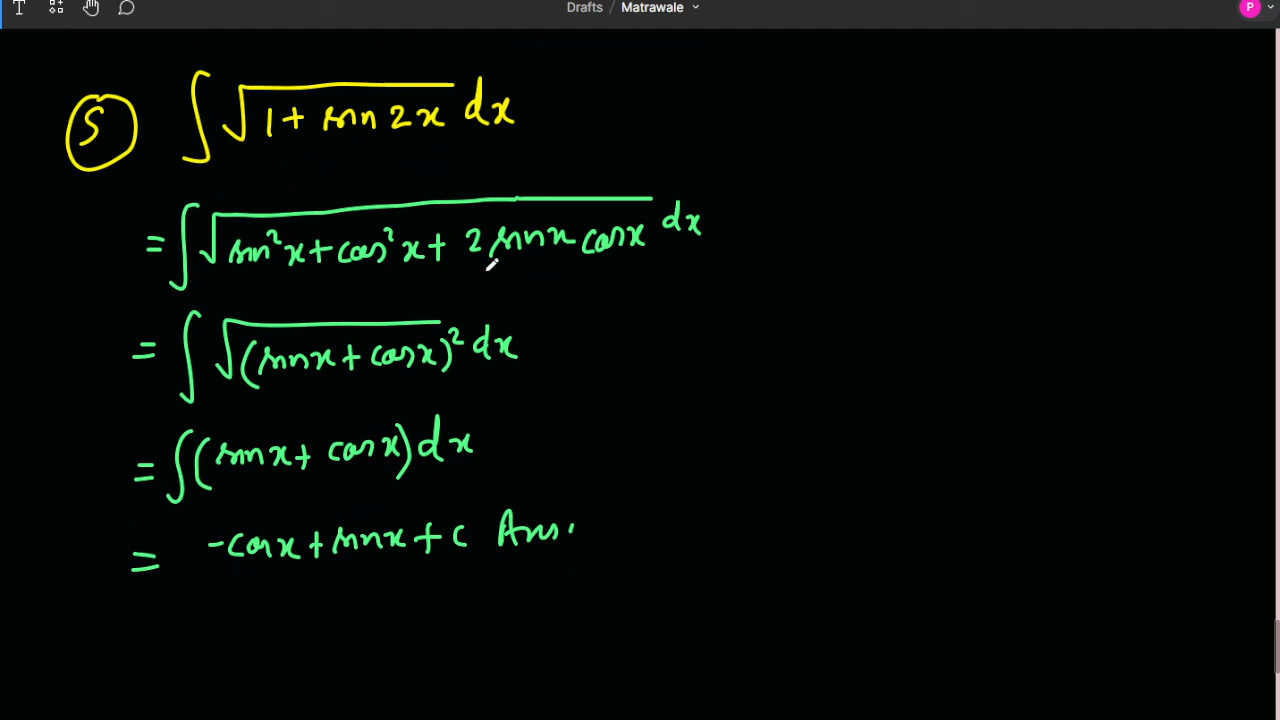 Drafts / Matrawale
P
5 ∫ √(1 + sin 2x) dx
= ∫ √(sin²x + cos²x + 2 sinx cosx) dx
= ∫ √(sinx + cosx)² dx
= ∫ (sinx + cosx) dx
= -cosx + sinx + c Ans.